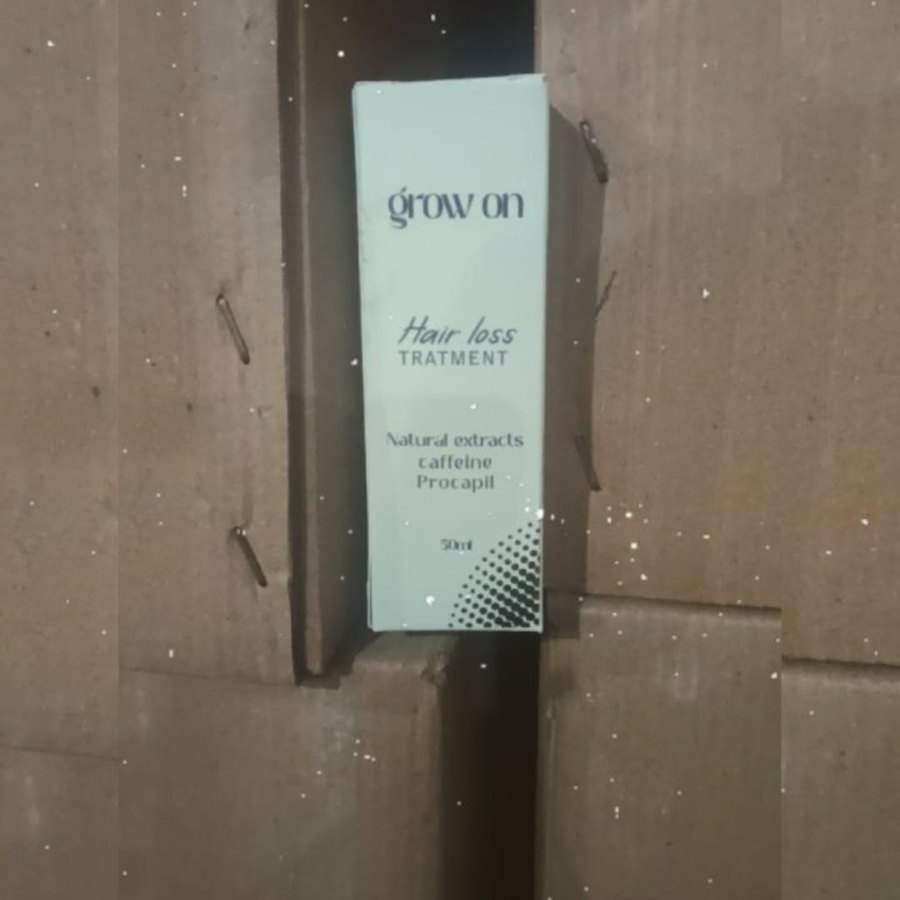 grow on
Hair loss
TRATMENT
Natural extracts
caffeine
Procapil
50ml